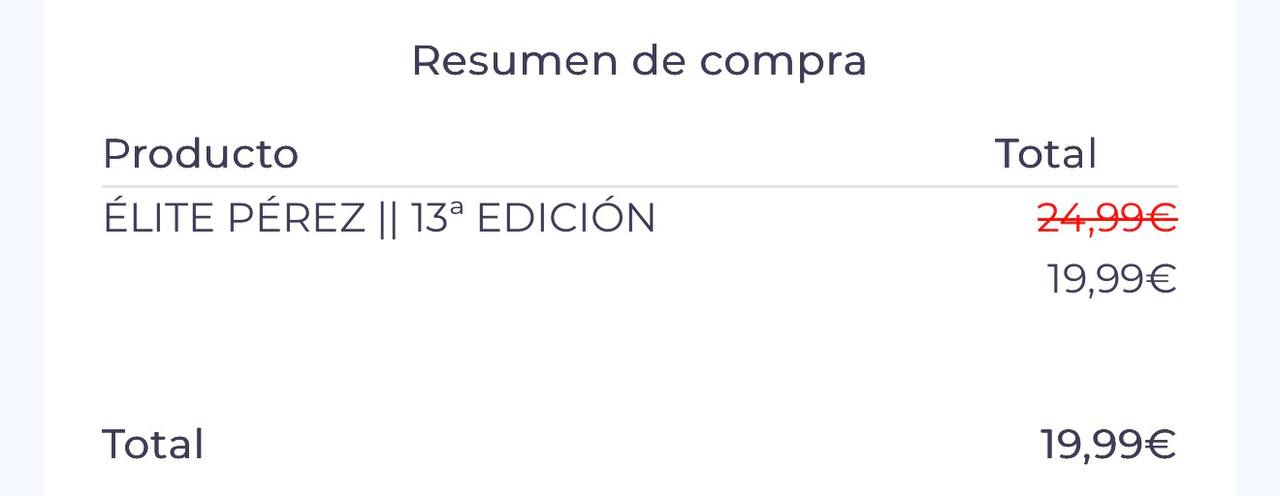 Resumen de compra
Producto Total
ÉLITE PÉREZ || 13ª EDICIÓN 24,99€
19,99€
Total 19,99€